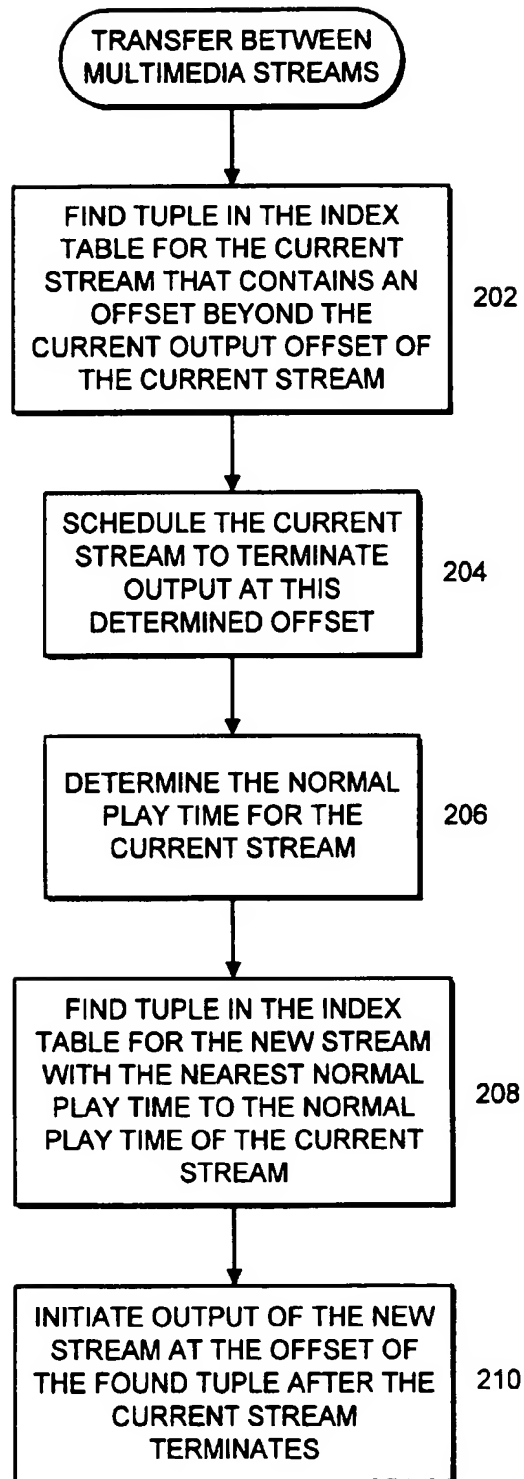 TRANSFER BETWEEN
MULTIMEDIA STREAMS
FIND TUPLE IN THE INDEX
TABLE FOR THE CURRENT
STREAM THAT CONTAINS AN
OFFSET BEYOND THE
CURRENT OUTPUT OFFSET OF
THE CURRENT STREAM
202
SCHEDULE THE CURRENT
STREAM TO TERMINATE
OUTPUT AT THIS
DETERMINED OFFSET
204
DETERMINE THE NORMAL
PLAY TIME FOR THE
CURRENT STREAM
206
FIND TUPLE IN THE INDEX
TABLE FOR THE NEW STREAM
WITH THE NEAREST NORMAL
PLAY TIME TO THE NORMAL
PLAY TIME OF THE CURRENT
STREAM
208
INITIATE OUTPUT OF THE NEW
STREAM AT THE OFFSET OF
THE FOUND TUPLE AFTER THE
CURRENT STREAM
TERMINATES
210